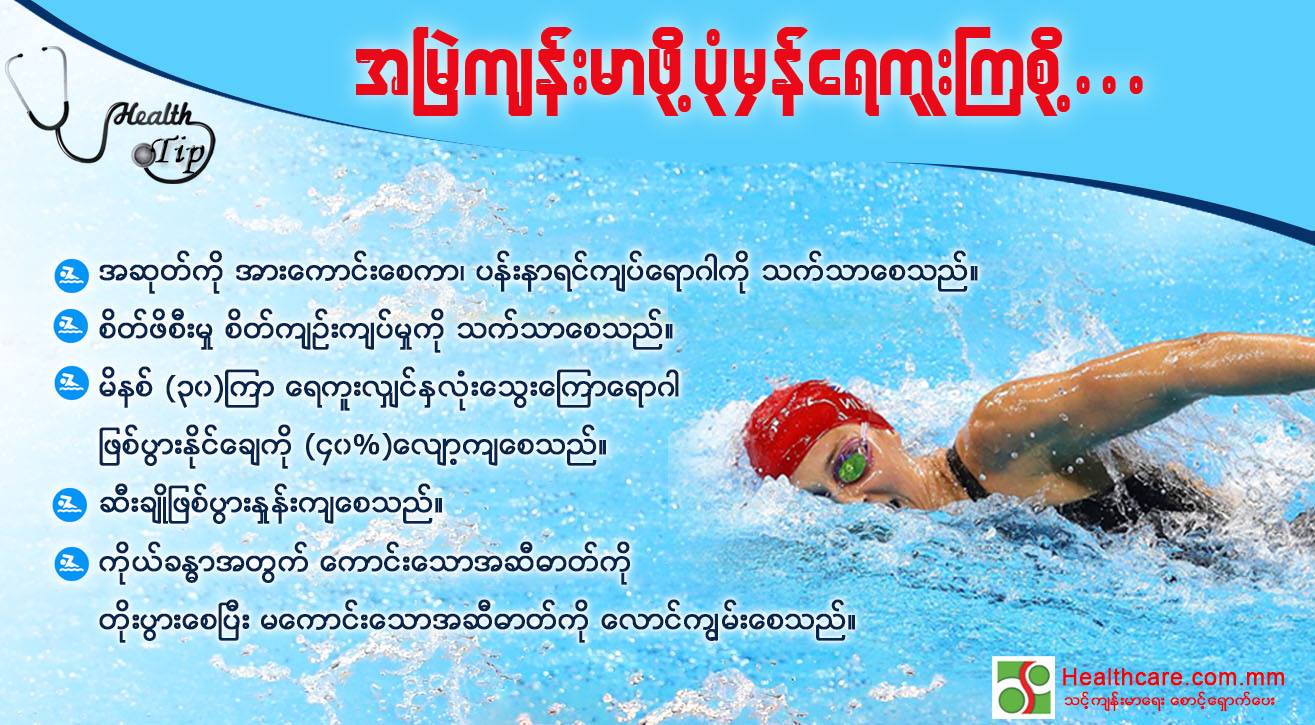 အမြဲကျန်းမာဖို့ ပုံမှန်ရေကူးကြစို့...
Health
Tip
အဆုတ်ကို အားကောင်းစေကာ၊ ပန်းနာရင်ကျပ်ရောဂါကို သက်သာစေသည်။
စိတ်ဖိစီးမှု စိတ်ကျဉ်းကျပ်မှုကို သက်သာစေသည်။
မိနစ် (၃၀)ကြာ ရေကူးလျှင်နှလုံးသွေးကြောရောဂါ
ဖြစ်ပွားနိုင်ချေကို (၄၀%)လျော့ကျစေသည်။
ဆီးချိုဖြစ်ပွားနှုန်းကျစေသည်။
ကိုယ်ခန္ဓာအတွက် ကောင်းသောအဆီဓာတ်ကို
တိုးပွားစေပြီး မကောင်းသောအဆီဓာတ်ကို လောင်ကျွမ်းစေသည်။
Healthcare.com.mm
သင့်ကျန်းမာရေး စောင့်ရှောက်ပေး